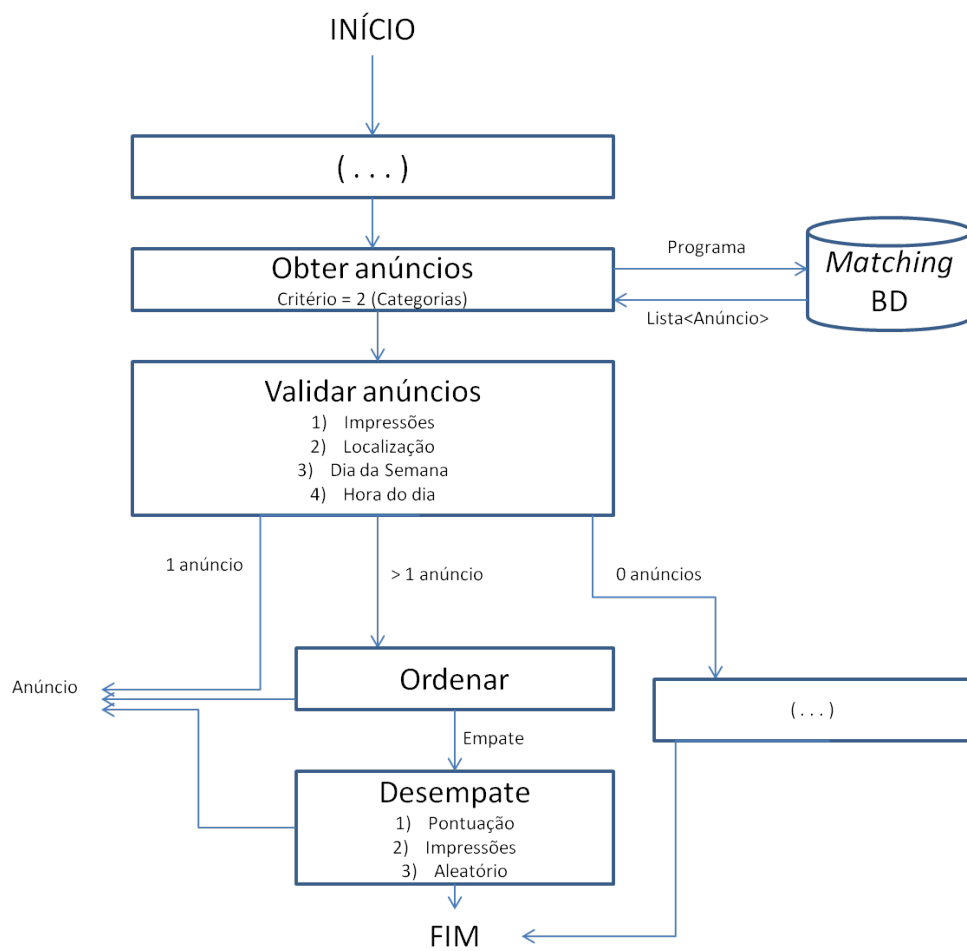 INÍCIO
(...)
Obter anúncios
Critério = 2 (Categorias)
Programa
Lista<Anúncio>
Matching
BD
Validar anúncios
1) Impressões
2) Localização
3) Dia da Semana
4) Hora do dia
1 anúncio
> 1 anúncio
0 anúncios
Ordenar
Anúncio
(...)
Empate
Desempate
1) Pontuação
2) Impressões
3) Aleatório
FIM